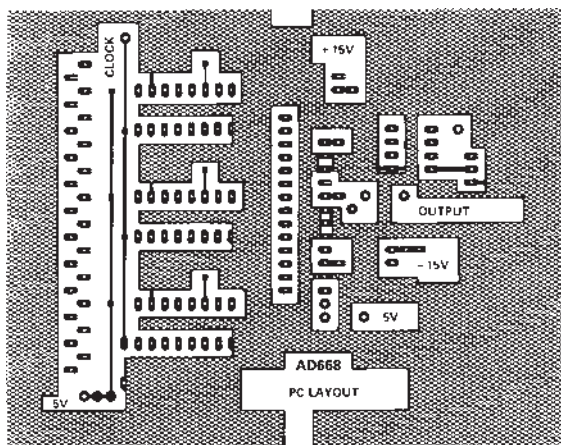 CLOCK
+ 15V
OUTPUT
– 15V
5V
AD668
PC LAYOUT
5V